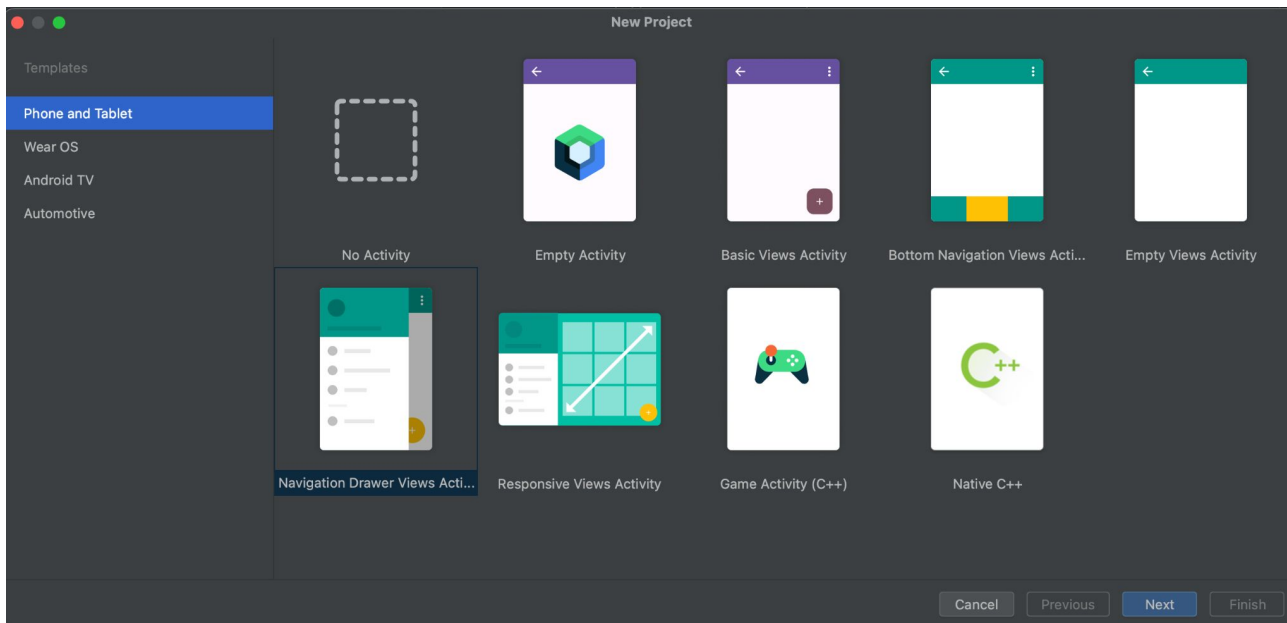 New Project
Templates
Phone and Tablet
Wear OS
Android TV
Automotive
No Activity
Empty Activity
Basic Views Activity
Bottom Navigation Views Acti...
Empty Views Activity
Navigation Drawer Views Acti...
Responsive Views Activity
Game Activity (C++)
C++
Native C++
Cancel
Previous
Next
Finish